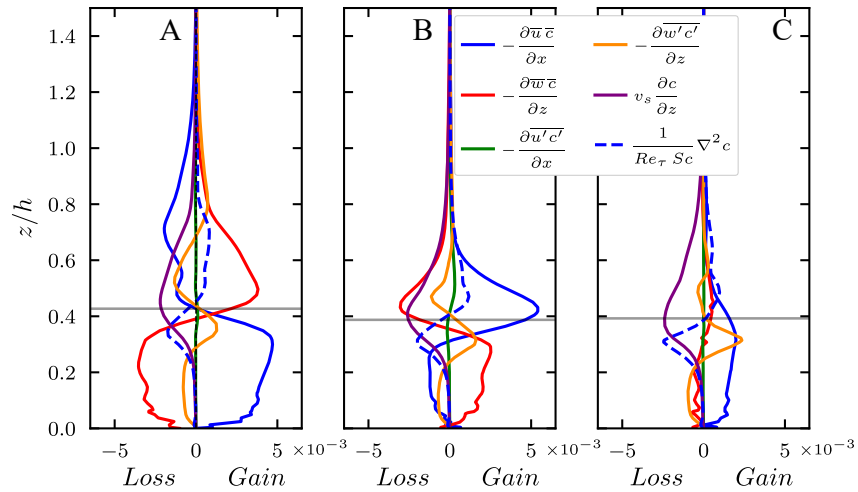 A
B
C
1.4
1.2
1.0
0.8
0.6
0.4
0.2
0.0
z/h
−∂u̅ c̅/∂x
−∂w̅ c̅/∂z
−∂u′c′‾/∂x
−∂w′c′‾/∂z
v_s ∂c/∂z
1/(Re_τ Sc) ∇²c
−5 0 5 ×10⁻³
−5 0 5 ×10⁻³
−5 0 5 ×10⁻³
Loss Gain
Loss Gain
Loss Gain